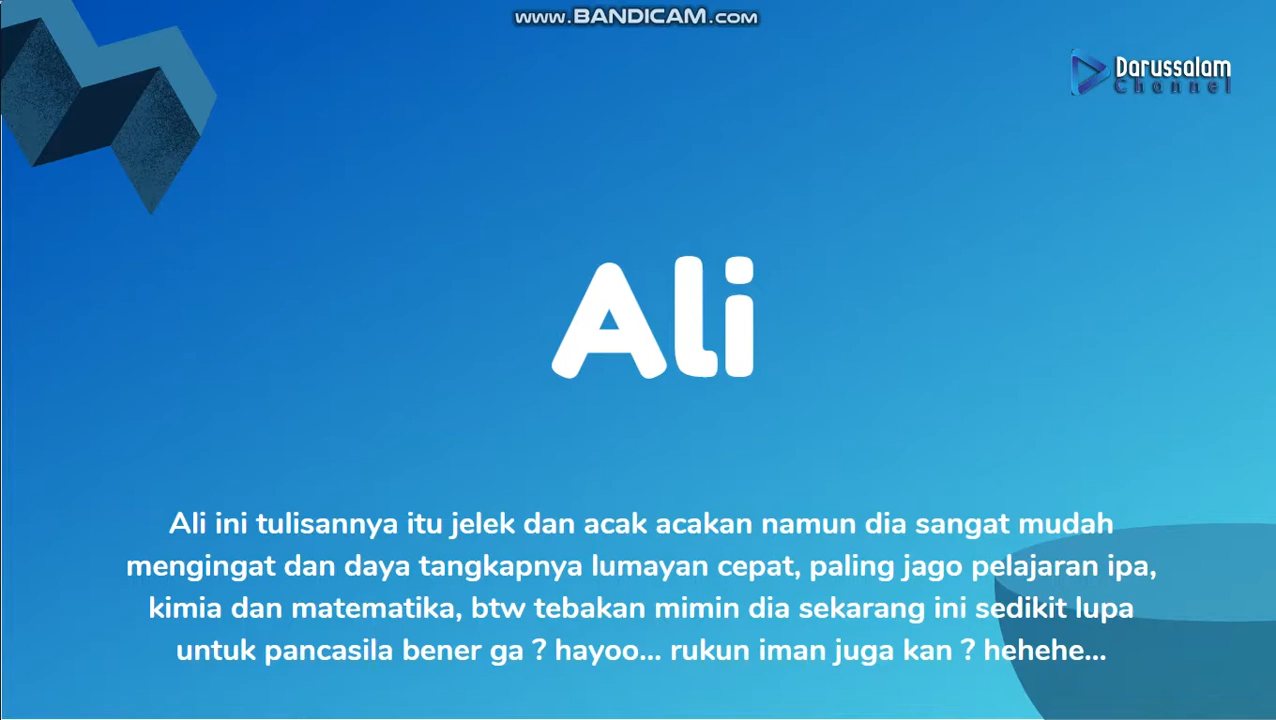 www.BANDICAM.com
Darussalam
Channel
Ali
Ali ini tulisannya itu jelek dan acak acakan namun dia sangat mudah
mengingat dan daya tangkapnya lumayan cepat, paling jago pelajaran ipa,
kimia dan matematika, btw tebakan mimin dia sekarang ini sedikit lupa
untuk pancasila bener ga ? hayoo... rukun iman juga kan ? hehehe...